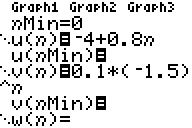 Graph1 Graph2 Graph3
nMin=0
u(n)=-4+0.8n
u(nMin)=
v(n)=0.1*(-1.5)
^n
v(nMin)=
w(n)=